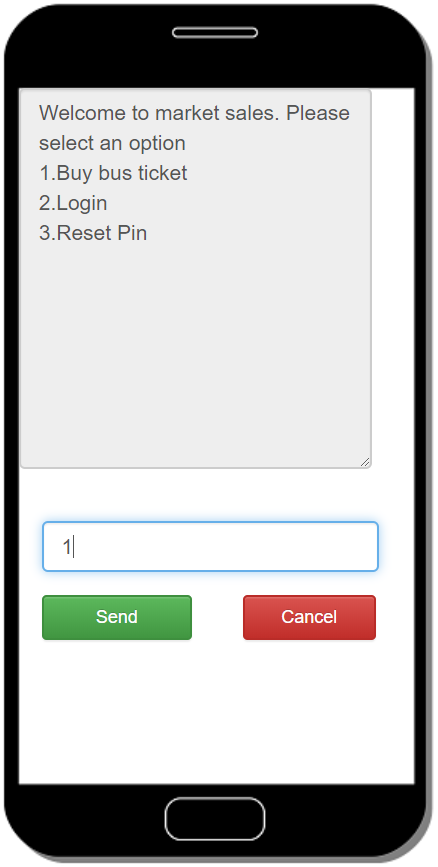 Welcome to market sales. Please
select an option
1.Buy bus ticket
2.Login
3.Reset Pin
1
Send
Cancel